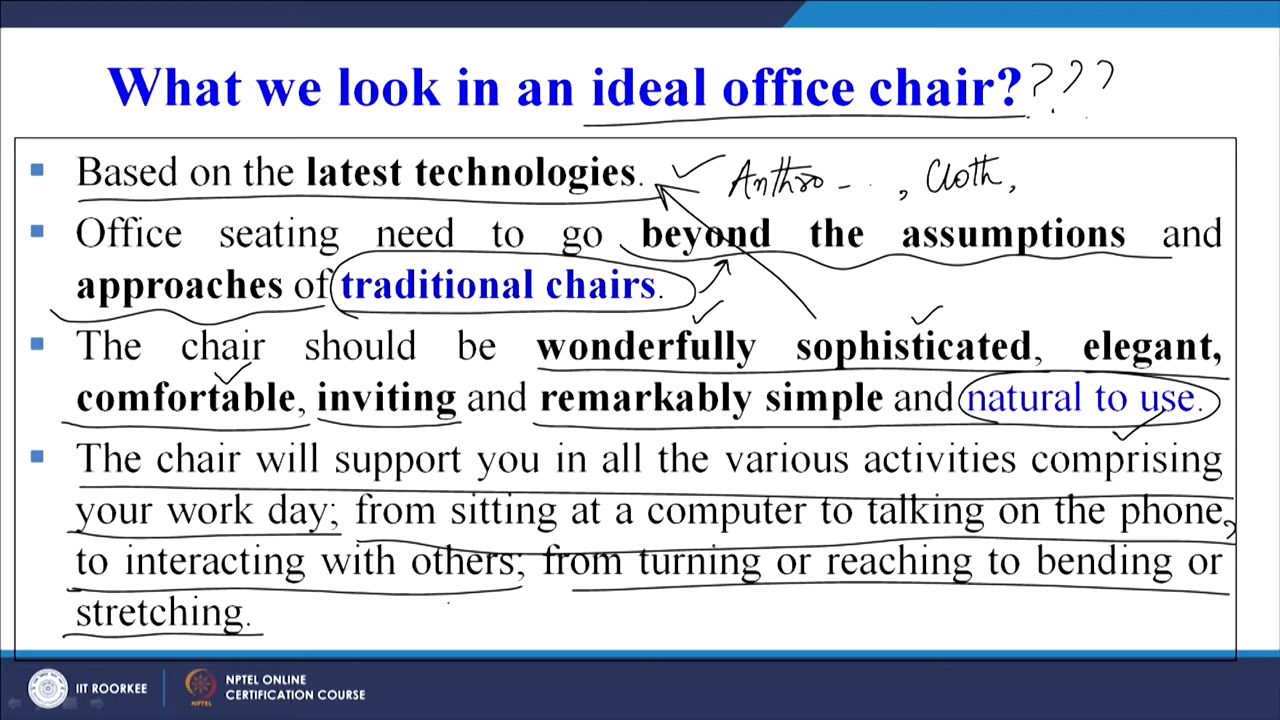 What we look in an ideal office chair? ???
Based on the latest technologies. Anthro - . . , Cloth,
Office seating need to go beyond the assumptions and
approaches of traditional chairs.
The chair should be wonderfully sophisticated, elegant,
comfortable, inviting and remarkably simple and natural to use.
The chair will support you in all the various activities comprising
your work day; from sitting at a computer to talking on the phone,
to interacting with others; from turning or reaching to bending or
stretching.
IIT ROORKEE
NPTEL
NPTEL ONLINE
CERTIFICATION COURSE